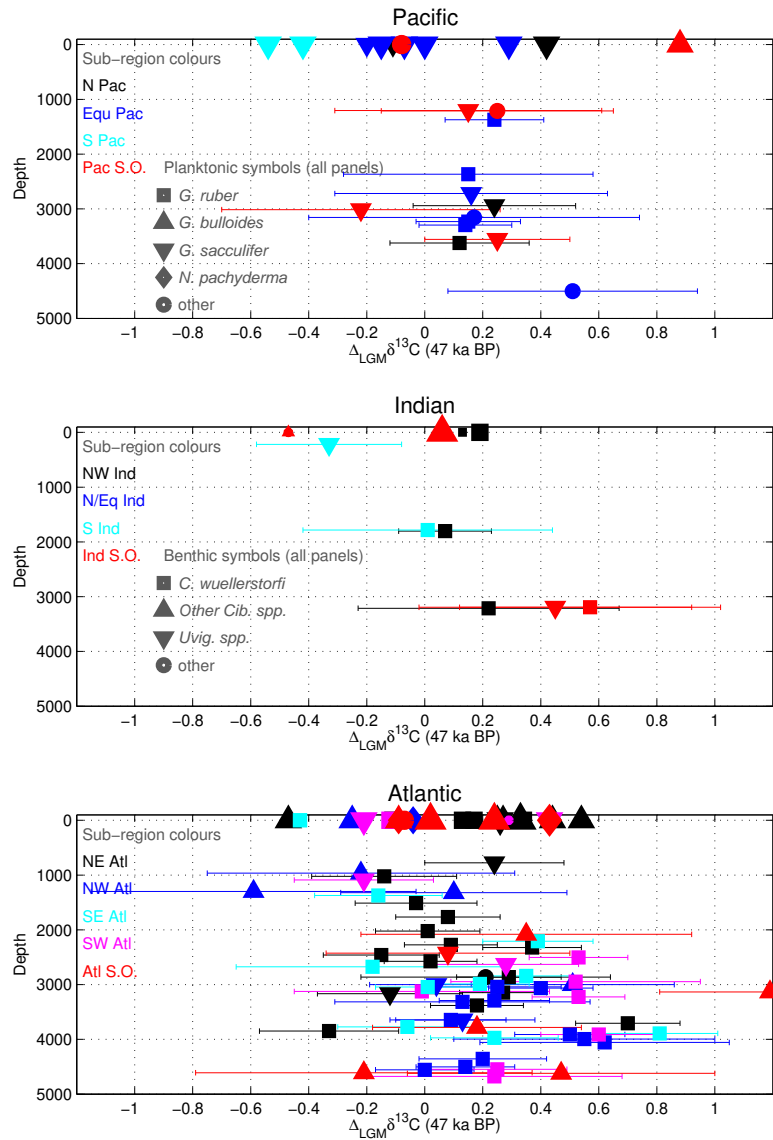 Pacific
0
Sub-region colours
N Pac
1000
Equ Pac
S Pac
2000
Pac S.O.
Planktonic symbols (all panels)
G. ruber
3000
G. bulloides
G. sacculifer
4000
N. pachyderma
other
5000
Depth
-1 -0.8 -0.6 -0.4 -0.2 0 0.2 0.4 0.6 0.8 1
Δ_LGM δ¹³C (47 ka BP)
Indian
0
Sub-region colours
NW Ind
1000
N/Eq Ind
S Ind
2000
Ind S.O.
Benthic symbols (all panels)
C. wuellerstorfi
3000
Other Cib. spp.
Uvig. spp.
4000
other
5000
Depth
-1 -0.8 -0.6 -0.4 -0.2 0 0.2 0.4 0.6 0.8 1
Δ_LGM δ¹³C (47 ka BP)
Atlantic
0
Sub-region colours
NE Atl
1000
NW Atl
SE Atl
2000
SW Atl
Atl S.O.
3000
4000
5000
Depth
-1 -0.8 -0.6 -0.4 -0.2 0 0.2 0.4 0.6 0.8 1
Δ_LGM δ¹³C (47 ka BP)